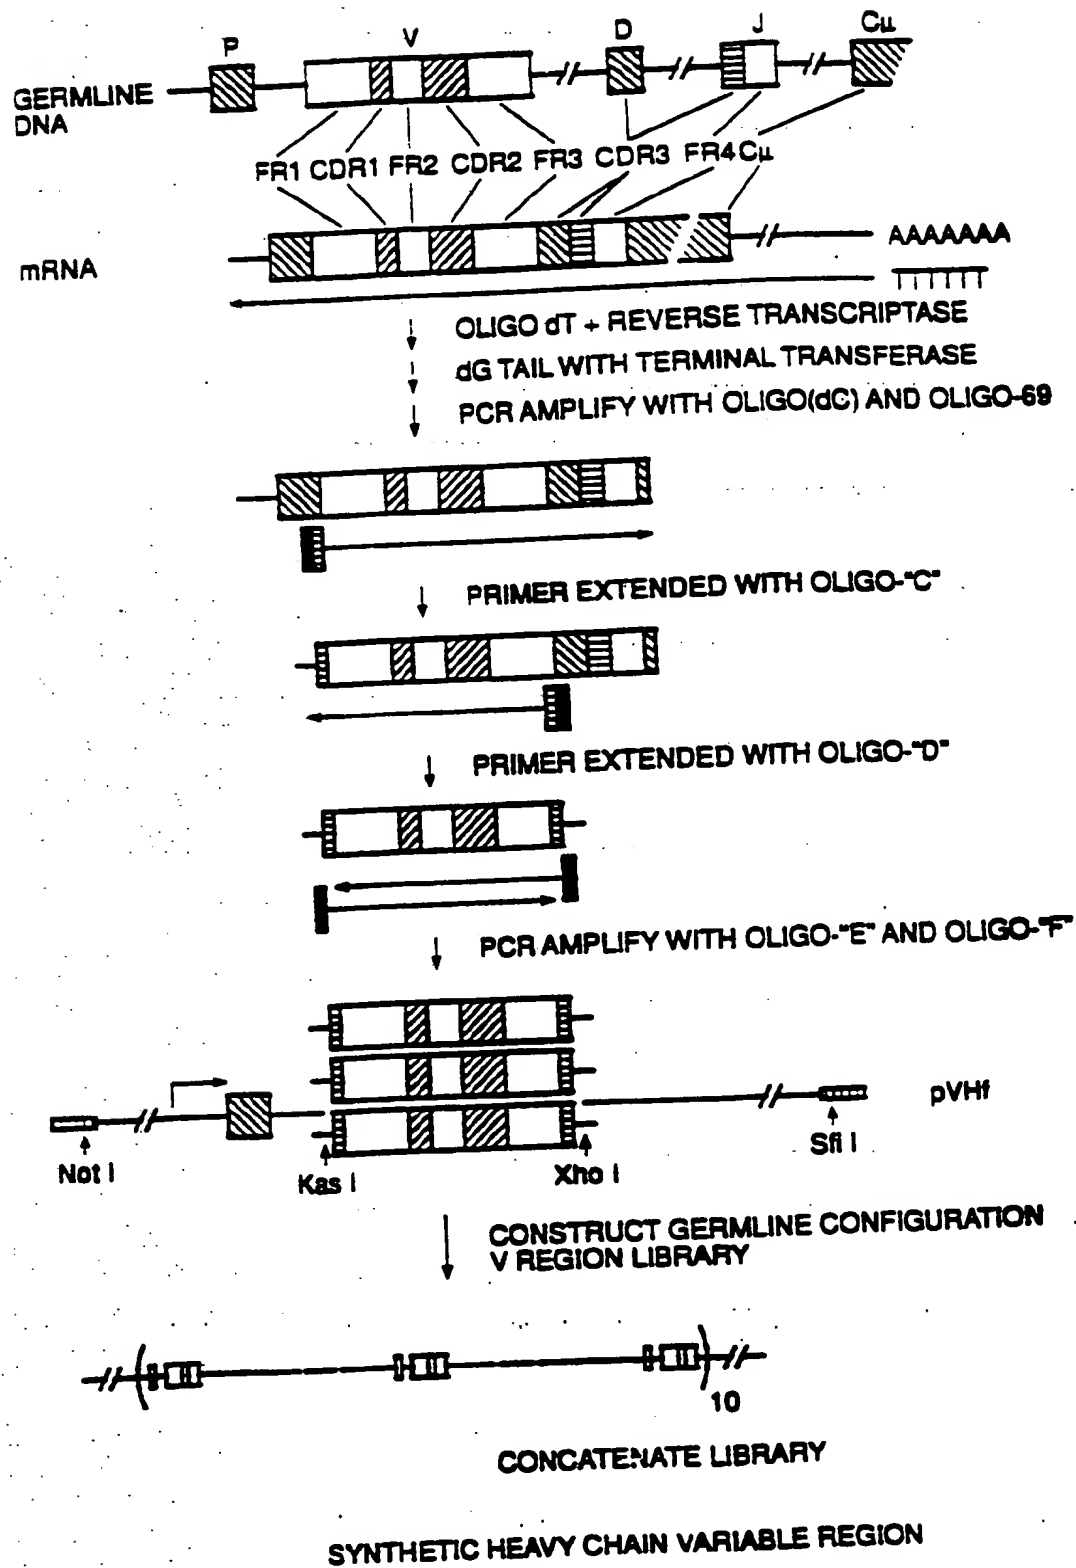 P V D J Cμ
GERMLINE
DNA
FR1 CDR1 FR2 CDR2 FR3 CDR3 FR4 Cμ
mRNA
AAAAAAA
TTTTTT
OLIGO dT + REVERSE TRANSCRIPTASE
dG TAIL WITH TERMINAL TRANSFERASE
PCR AMPLIFY WITH OLIGO(dC) AND OLIGO-69
PRIMER EXTENDED WITH OLIGO-"C"
PRIMER EXTENDED WITH OLIGO-"D"
PCR AMPLIFY WITH OLIGO-"E" AND OLIGO-"F"
pVHf
Not I Kas I Xho I Sfi I
CONSTRUCT GERMLINE CONFIGURATION
V REGION LIBRARY
10
CONCATENATE LIBRARY
SYNTHETIC HEAVY CHAIN VARIABLE REGION